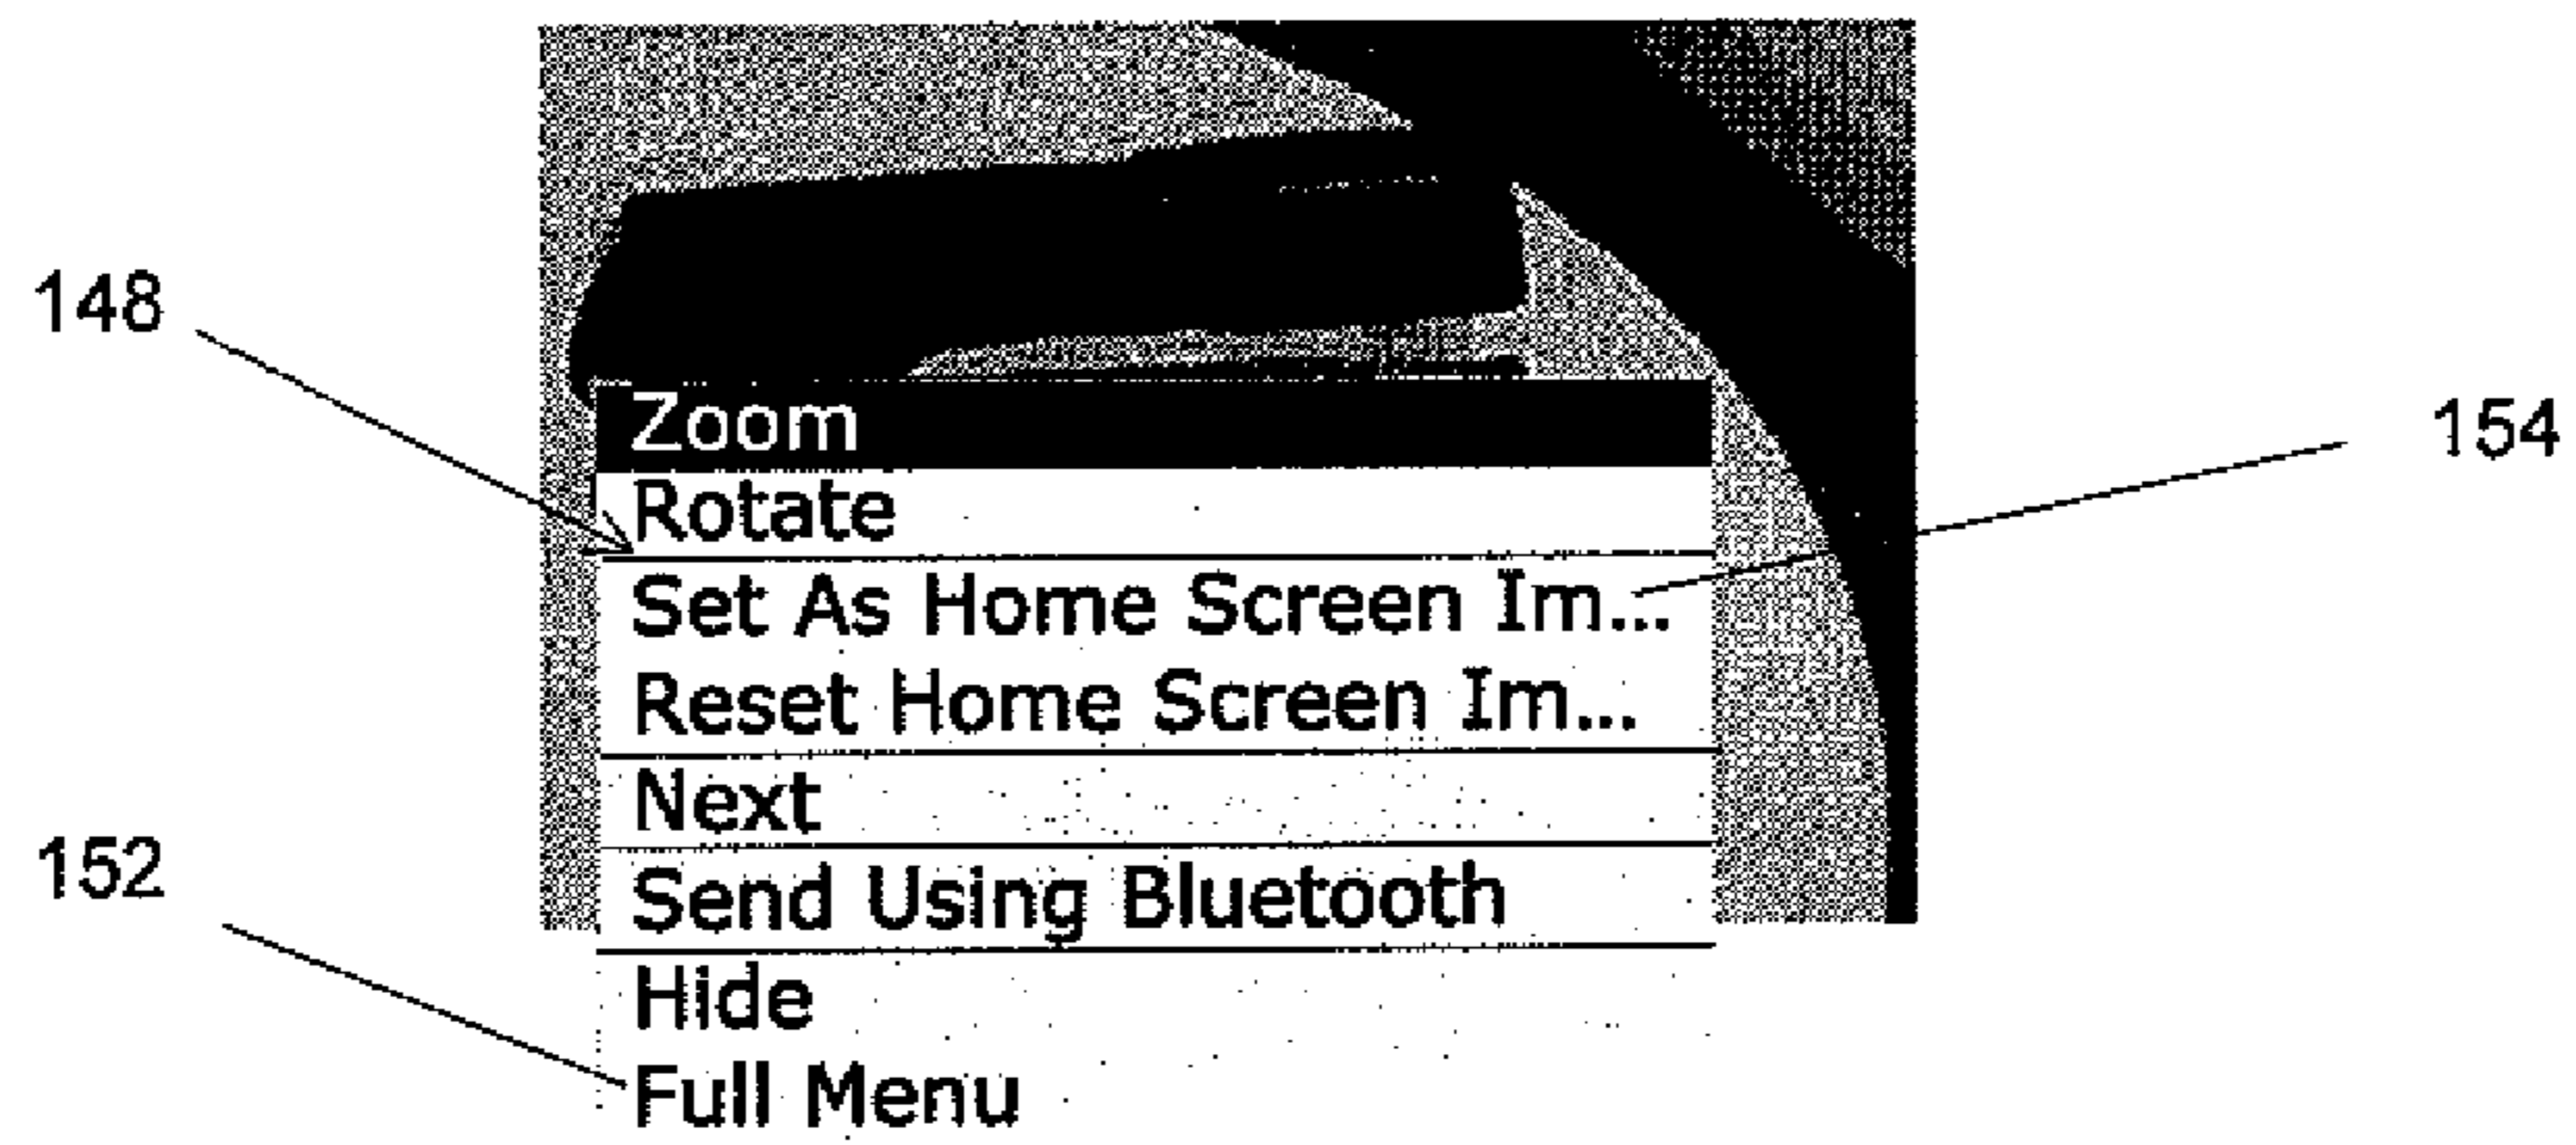 148
Zoom
154
Rotate
Set As Home Screen Im...
Reset Home Screen Im...
Next
152
Send Using Bluetooth
Hide
Full Menu